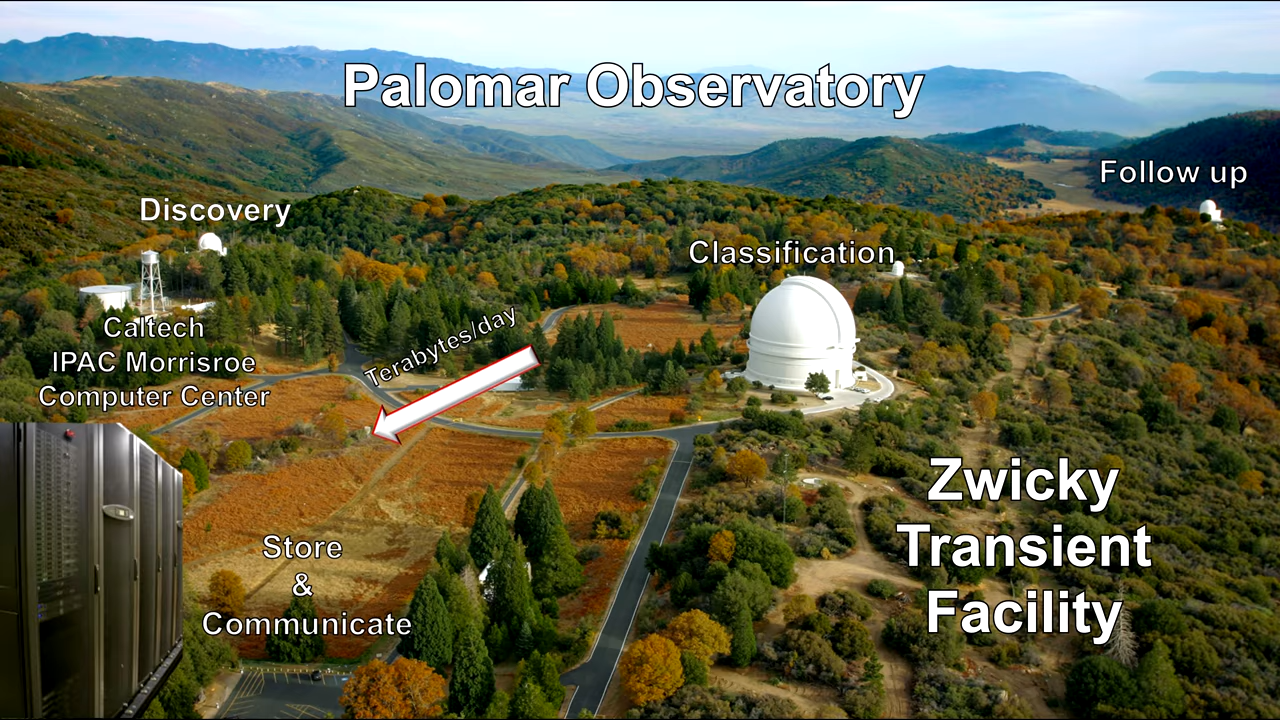 Palomar Observatory
Follow up
Discovery
Classification
Terabytes/day
Caltech
IPAC Morrisroe
Computer Center
Zwicky
Transient
Facility
Store
&
Communicate